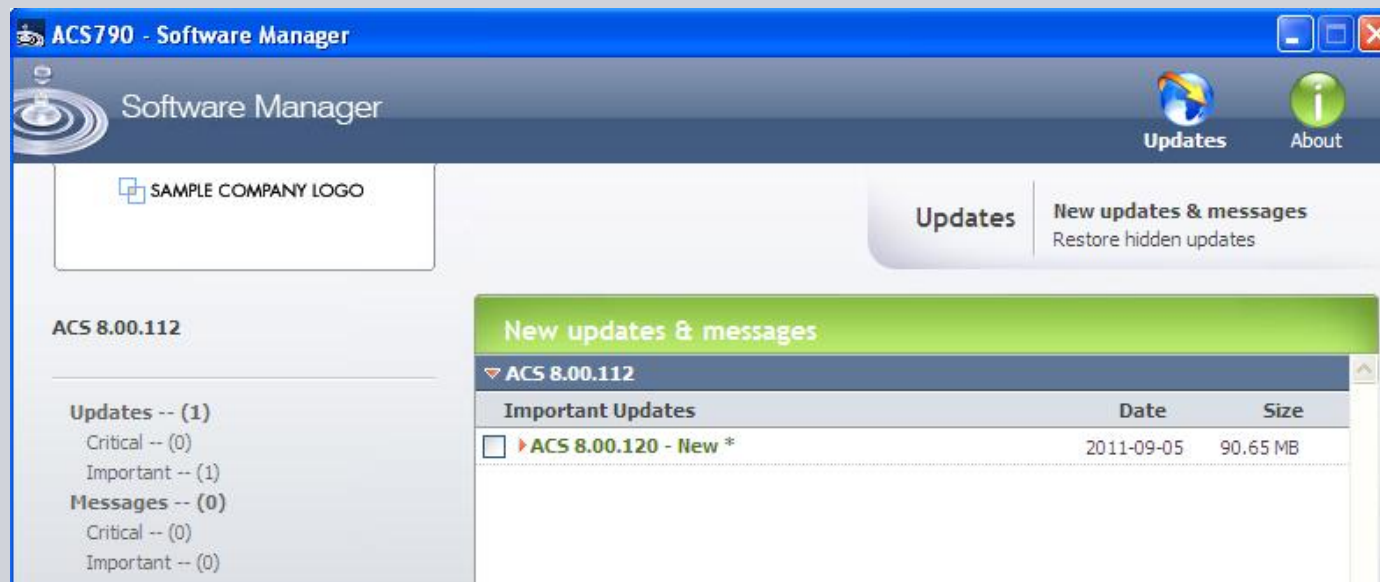 ACS790 - Software Manager
Software Manager
Updates
About
SAMPLE COMPANY LOGO
Updates
New updates & messages
Restore hidden updates
ACS 8.00.112
Updates -- (1)
Critical -- (0)
Important -- (1)
Messages -- (0)
Critical -- (0)
Important -- (0)
New updates & messages
ACS 8.00.112
Important Updates Date Size
ACS 8.00.120 - New * 2011-09-05 90.65 MB